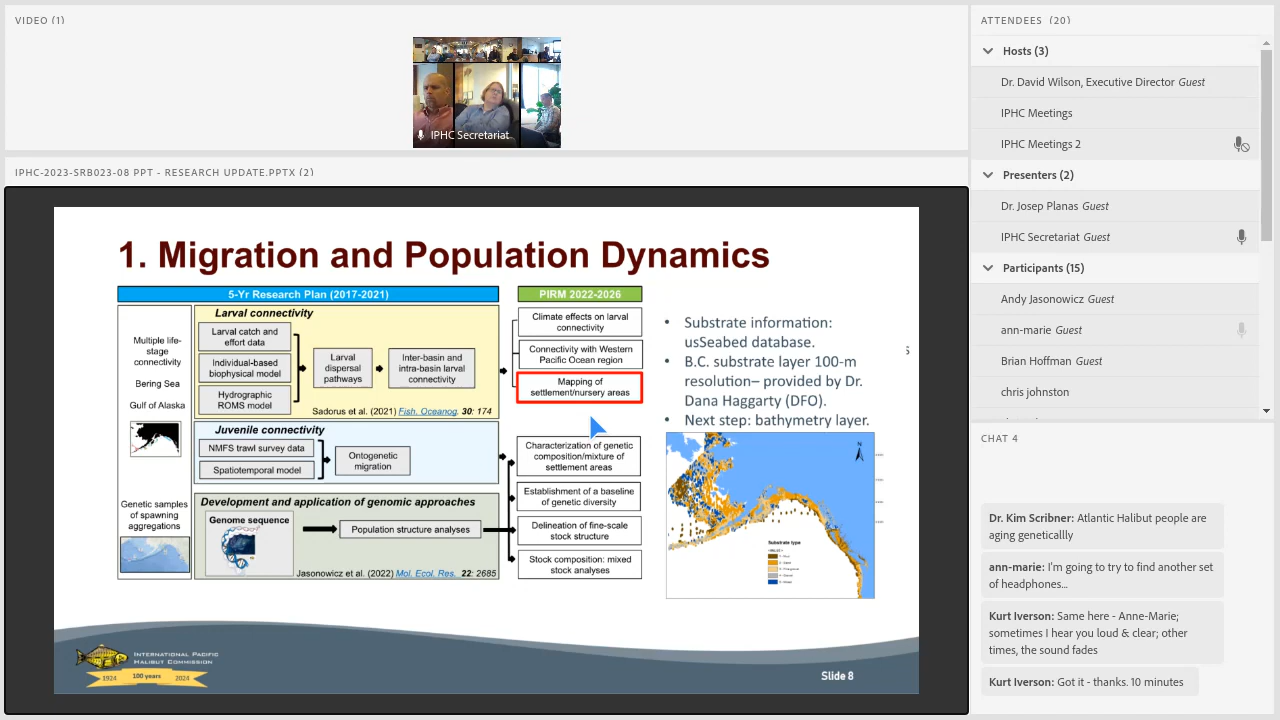 VIDEO (1)
IPHC Secretariat
IPHC-2023-SRB023-08 PPT - RESEARCH UPDATE.PPTX (2)
1. Migration and Population Dynamics
5-Yr Research Plan (2017-2021)
PIRM 2022-2026
Multiple life-
stage
connectivity
Bering Sea
Gulf of Alaska
Genetic samples
of spawning
aggregations
Larval connectivity
Larval catch and
effort data
Individual-based
biophysical model
Hydrographic
ROMS model
Larval
dispersal
pathways
Inter-basin and
intra-basin larval
connectivity
Sadorus et al. (2021) Fish. Oceanog. 30: 174
Juvenile connectivity
NMFS trawl survey data
Spatiotemporal model
Ontogenetic
migration
Development and application of genomic approaches
Genome sequence
Population structure analyses
Jasonowicz et al. (2022) Mol. Ecol. Res. 22: 2685
Climate effects on larval
connectivity
Connectivity with Western
Pacific Ocean region
Mapping of
settlement/nursery areas
Characterization of genetic
composition/mixture of
settlement areas
Establishment of a baseline
of genetic diversity
Delineation of fine-scale
stock structure
Stock composition: mixed
stock analyses
• Substrate information:
usSeabed database.
• B.C. substrate layer 100-m
resolution– provided by Dr.
Dana Haggarty (DFO).
• Next step: bathymetry layer.
s
N
Substrate type
INTERNATIONAL PACIFIC
HALIBUT COMMISSION
1924 100 years 2024
Slide 8
ATTENDEES (20)
Hosts (3)
Dr. David Wilson, Executive Director Guest
IPHC Meetings
IPHC Meetings 2
Presenters (2)
Dr. Josep Planas Guest
IPHC Secretariat Guest
Participants (15)
Andy Jasonowicz Guest
ann-marie Guest
Brian Ritchie
chris johnston
CHAT 4
Dr. Kim Scribner: Atlantic Halibut people are
aging geneticallly
ann-marie: I'm going to try to find another set
of headphones...
Kurt Iverson: Same here - Anne-Marie;
sometimes I hear you loud & clear; other
times the sound is not so hot
Kurt Iverson: Got it - thanks. 10 minutes